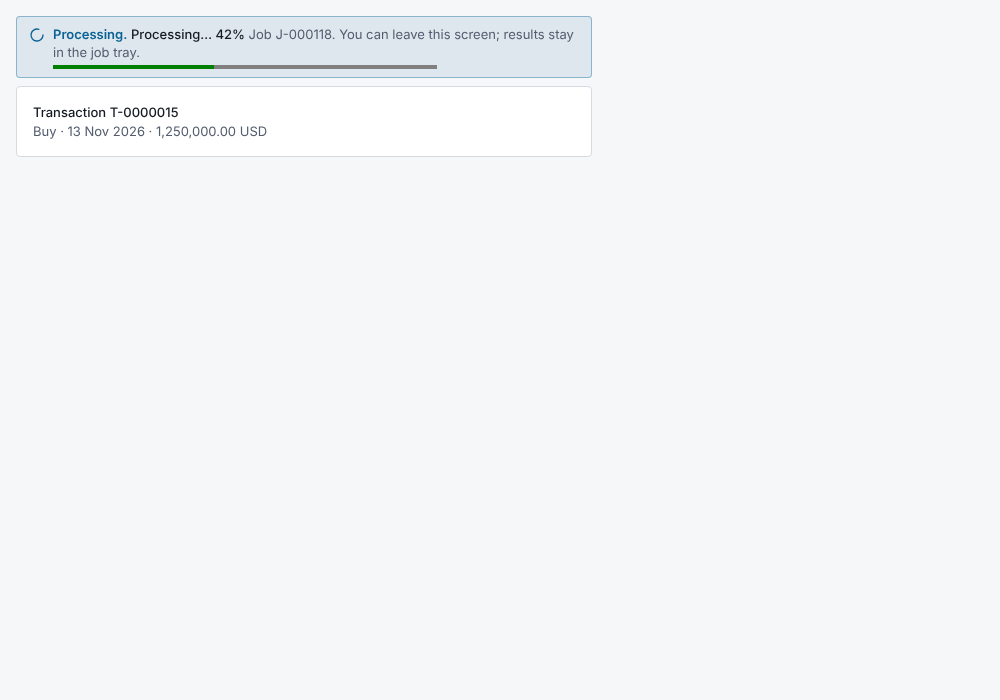 Processing. Processing… 42% Job J-000118. You can leave this screen; results stay
in the job tray.
Transaction T-0000015
Buy · 13 Nov 2026 · 1,250,000.00 USD